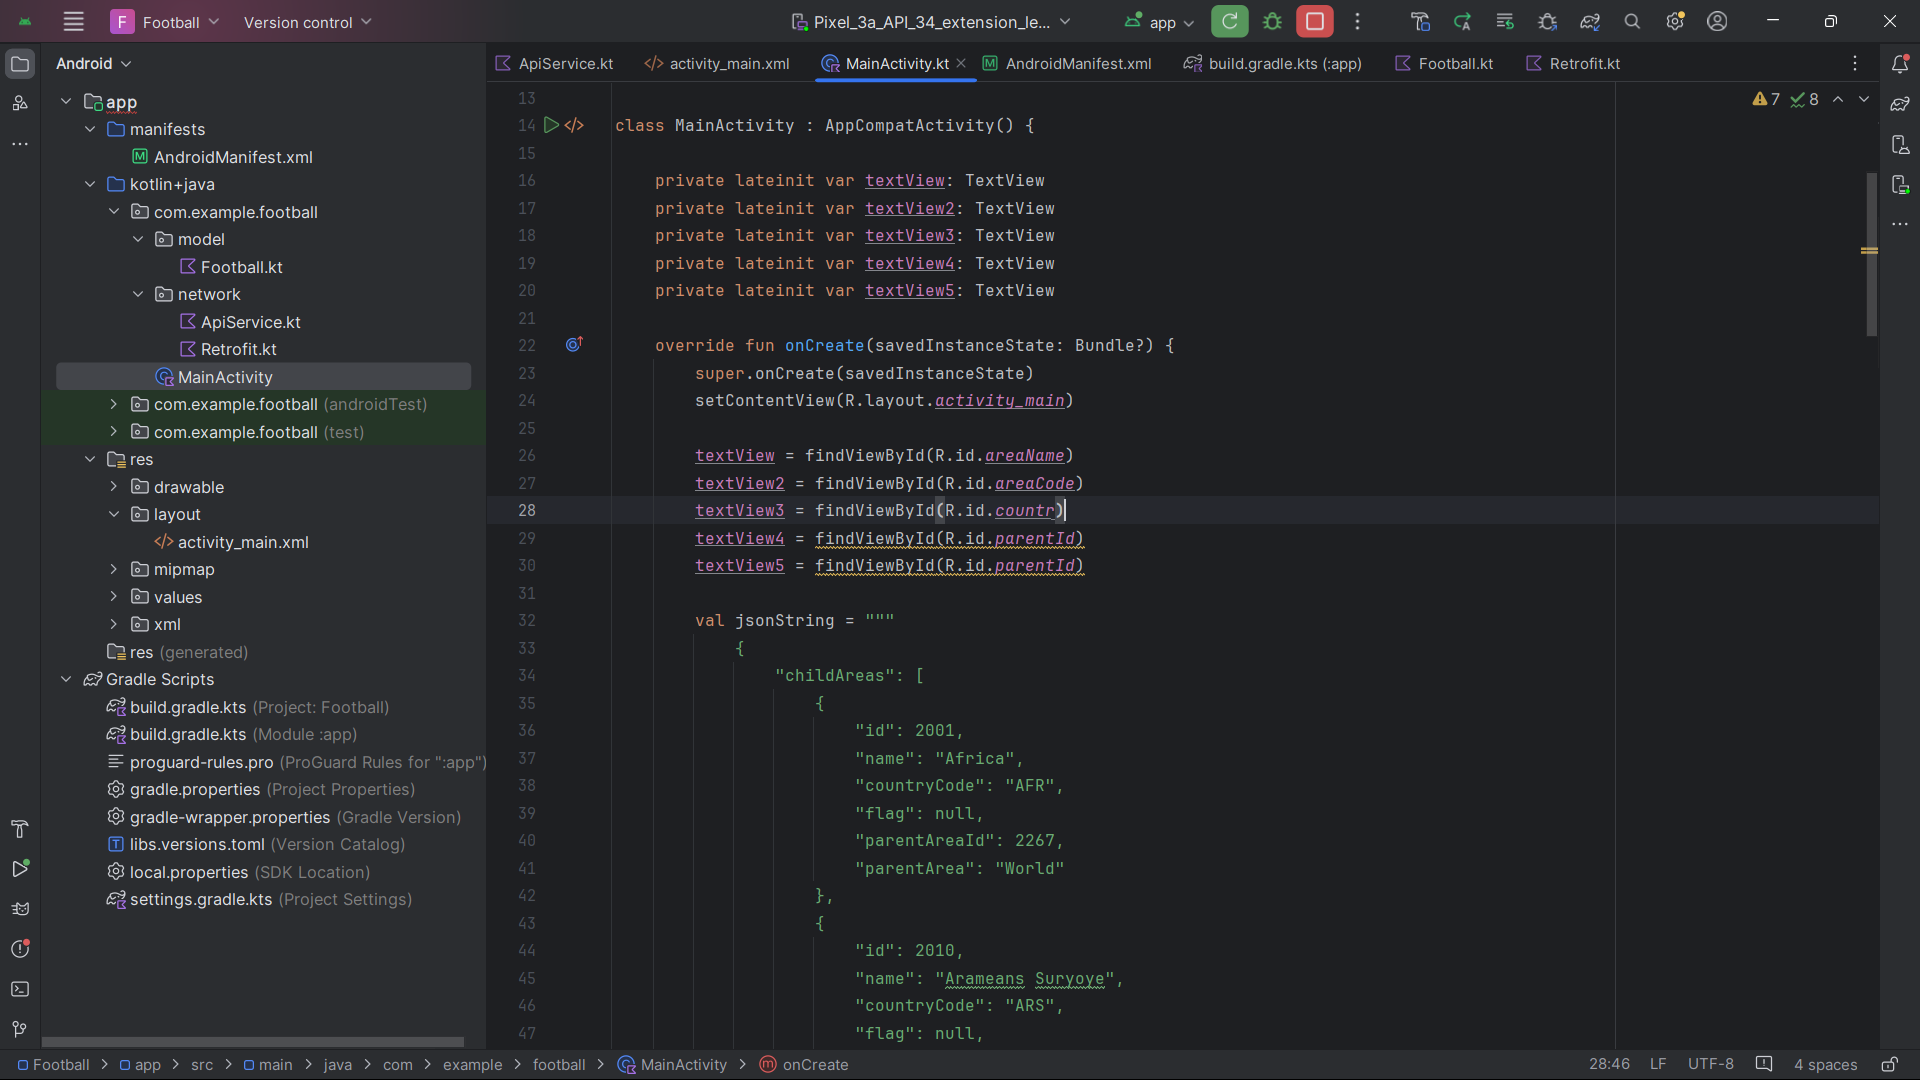 F Football Version control Pixel_3a_API_34_extension_le... app
Android
app
manifests
AndroidManifest.xml
kotlin+java
com.example.football
model
Football.kt
network
ApiService.kt
Retrofit.kt
MainActivity
com.example.football (androidTest)
com.example.football (test)
res
drawable
layout
activity_main.xml
mipmap
values
xml
res (generated)
Gradle Scripts
build.gradle.kts (Project: Football)
build.gradle.kts (Module :app)
proguard-rules.pro (ProGuard Rules for ":app")
gradle.properties (Project Properties)
gradle-wrapper.properties (Gradle Version)
libs.versions.toml (Version Catalog)
local.properties (SDK Location)
settings.gradle.kts (Project Settings)
ApiService.kt activity_main.xml MainActivity.kt AndroidManifest.xml build.gradle.kts (:app) Football.kt Retrofit.kt
7 8
13
14 class MainActivity : AppCompatActivity() {
15
16 private lateinit var textView: TextView
17 private lateinit var textView2: TextView
18 private lateinit var textView3: TextView
19 private lateinit var textView4: TextView
20 private lateinit var textView5: TextView
21
22 override fun onCreate(savedInstanceState: Bundle?) {
23 super.onCreate(savedInstanceState)
24 setContentView(R.layout.activity_main)
25
26 textView = findViewById(R.id.areaName)
27 textView2 = findViewById(R.id.areaCode)
28 textView3 = findViewById(R.id.countr)
29 textView4 = findViewById(R.id.parentId)
30 textView5 = findViewById(R.id.parentId)
31
32 val jsonString = """
33 {
34 "childAreas": [
35 {
36 "id": 2001,
37 "name": "Africa",
38 "countryCode": "AFR",
39 "flag": null,
40 "parentAreaId": 2267,
41 "parentArea": "World"
42 },
43 {
44 "id": 2010,
45 "name": "Arameans Suryoye",
46 "countryCode": "ARS",
47 "flag": null,
Football > app > src > main > java > com > example > football > MainActivity > m onCreate
28:46 LF UTF-8 4 spaces